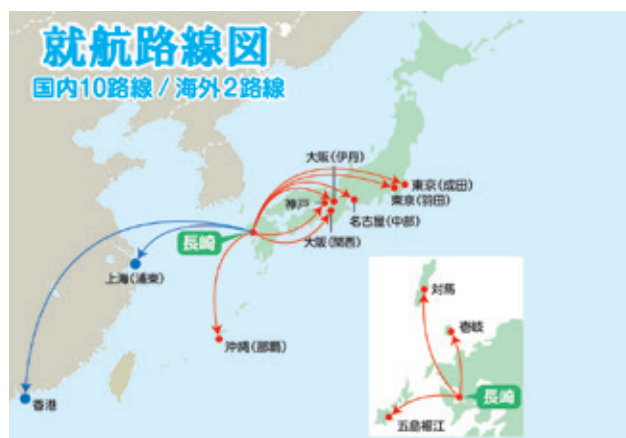 就航路線図
国内10路線 / 海外2路線
大阪(伊丹)
東京(成田)
東京(羽田)
神戸
名古屋(中部)
大阪(関西)
長崎
上海(浦東)
沖縄(那覇)
香港
対馬
壱岐
長崎
五島福江